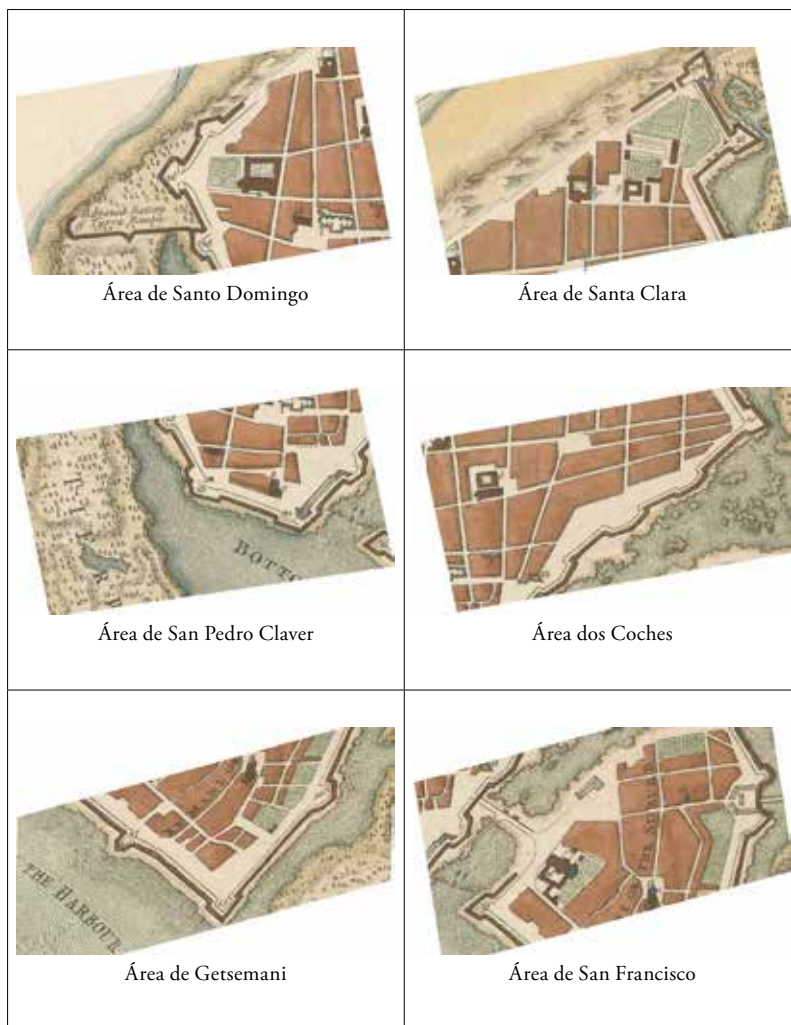 Área de Santo Domingo
Área de Santa Clara
BOTTO
Área de San Pedro Claver
Área dos Coches
THE HARBOUR
Área de Getsemani
THE
Área de San Francisco